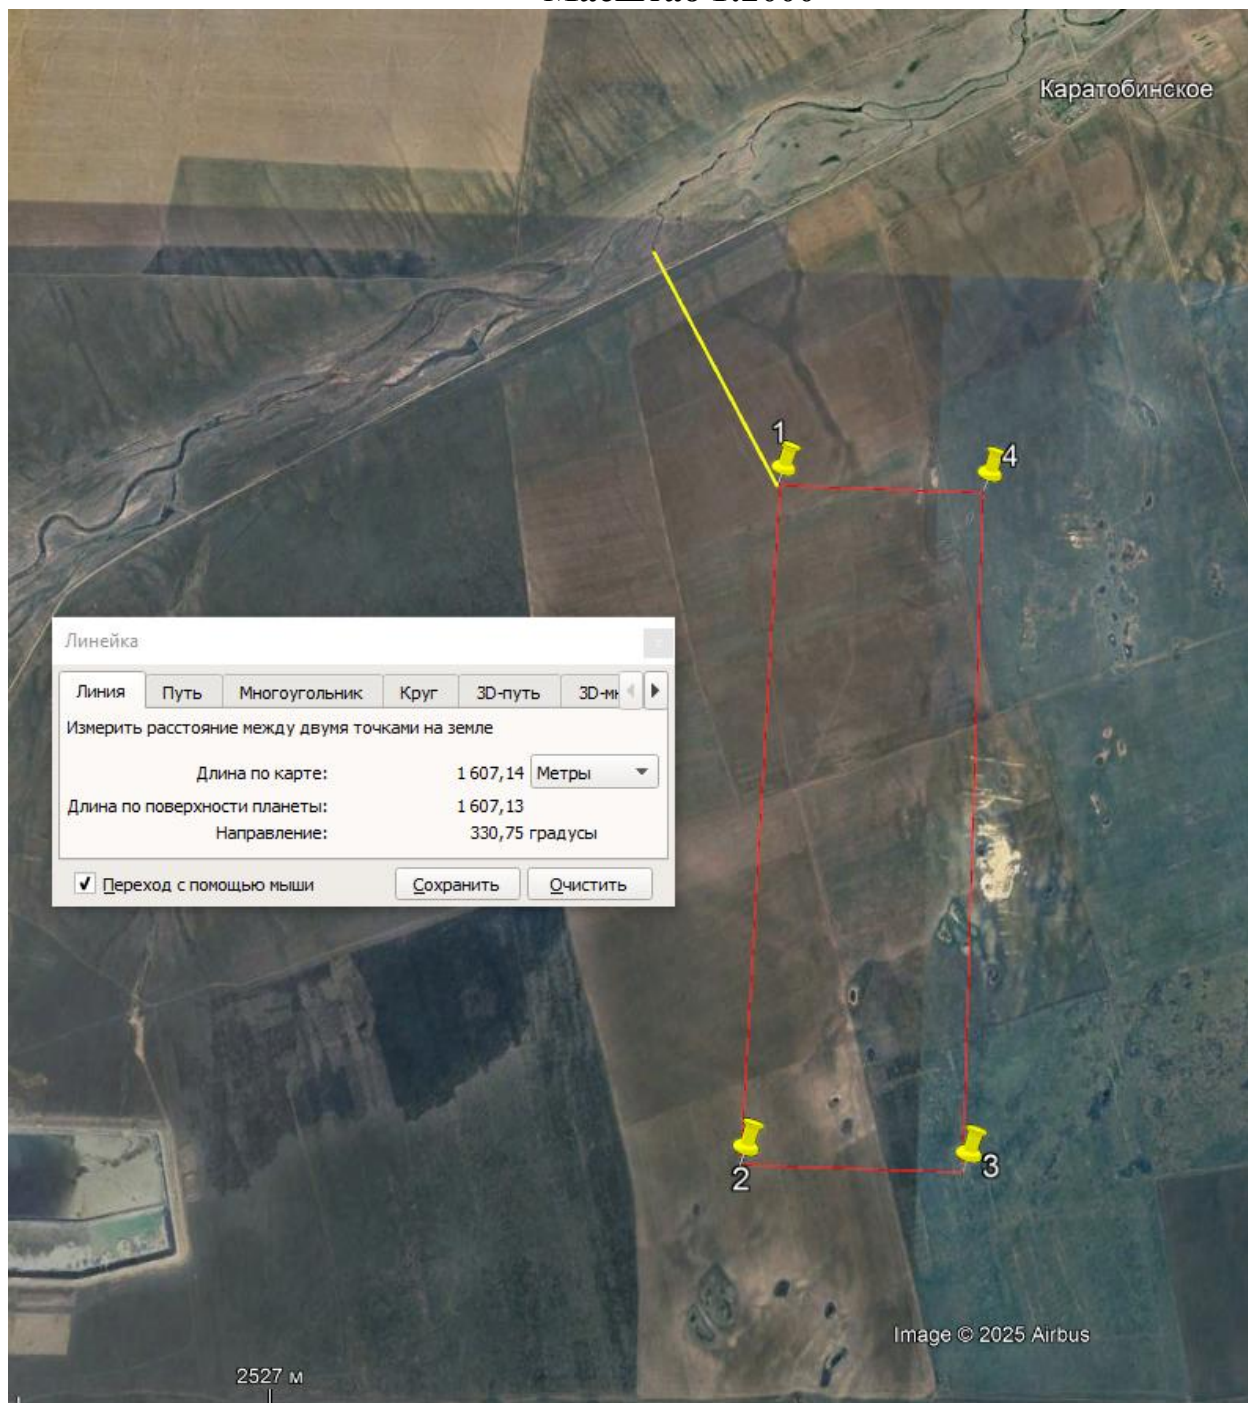 Каратобинское
1
4
Линейка
Линия Путь Многоугольник Круг 3D-путь
Измерить расстояние между двумя точками на земле
Длина по карте: 1 607,14 Метры
Длина по поверхности планеты: 1 607,13
Направление: 330,75 градусы
Переход с помощью мыши Сохранить Очистить
2
3
Image © 2025 Airbus
2527 м